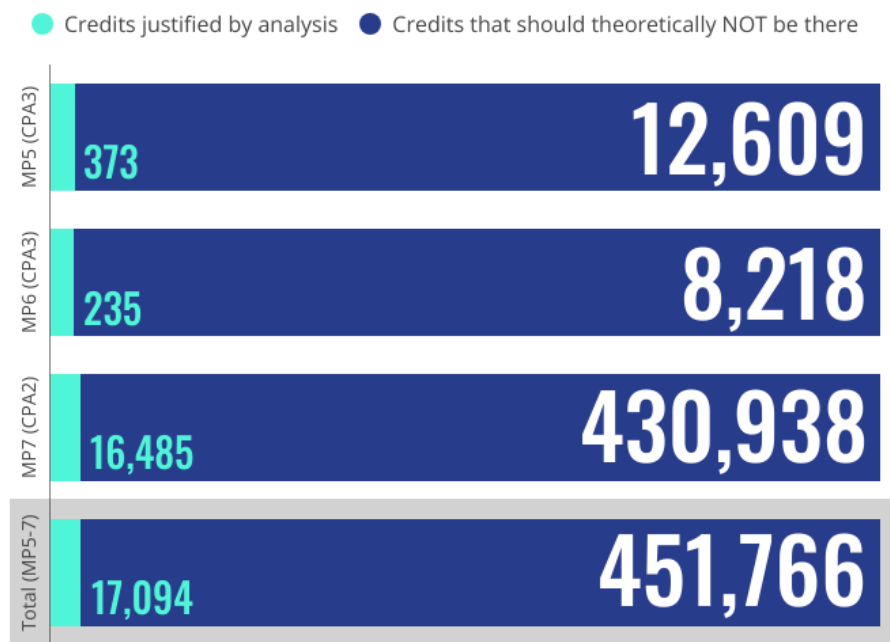 Credits justified by analysis Credits that should theoretically NOT be there
MP5 (CPA3)
373
12,609
MP6 (CPA3)
235
8,218
MP7 (CPA2)
16,485
430,938
Total (MP5-7)
17,094
451,766